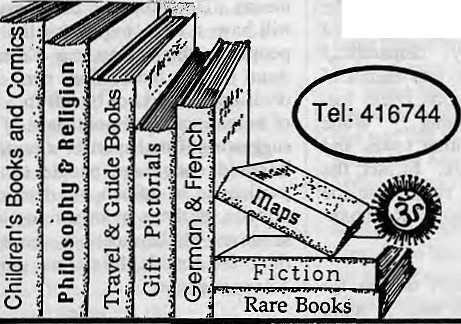 Children's Books and Comics
Philosophy & Religion
Travel & Guide Books
Gift Pictorials
German & French
Tel: 416744
Maps
ॐ
Fiction
Rare Books